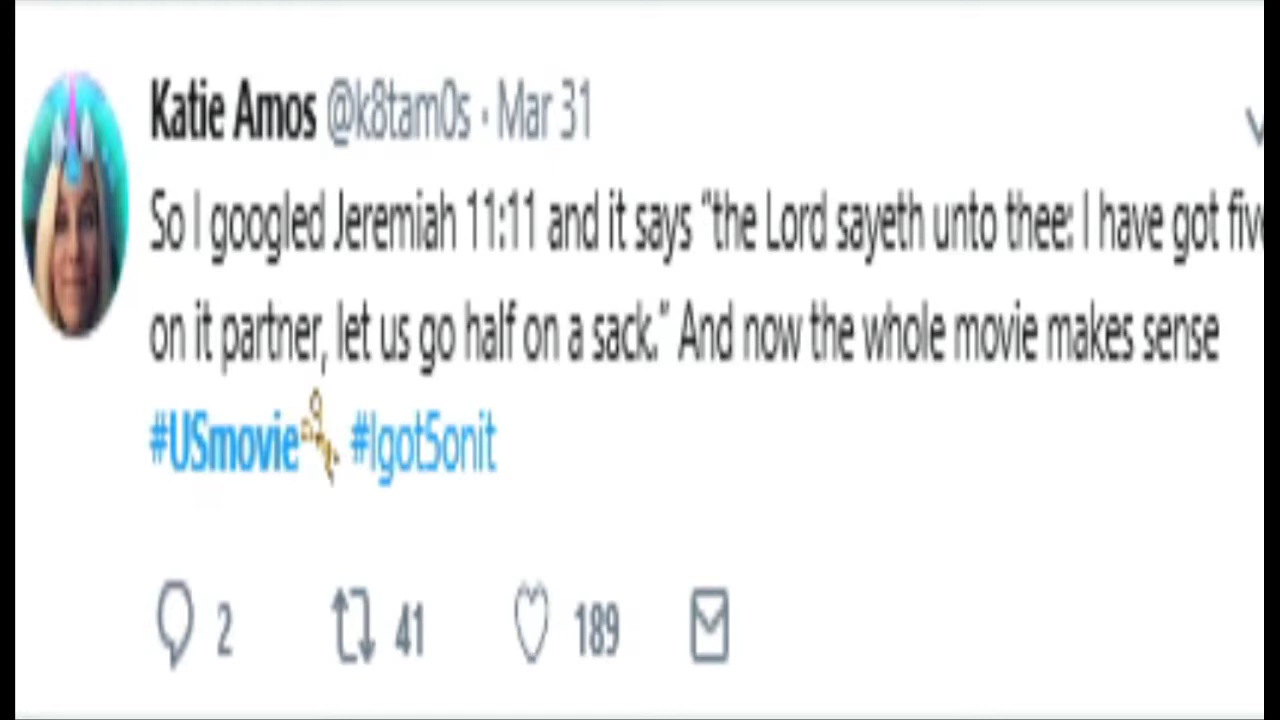 Katie Amos @k8tam0s · Mar 31
So I googled Jeremiah 11:11 and it says “the Lord sayeth unto thee: I have got
on it partner, let us go half on a sack.” And now the whole movie makes sense
#USmovie #Igot5onit
2 41 189